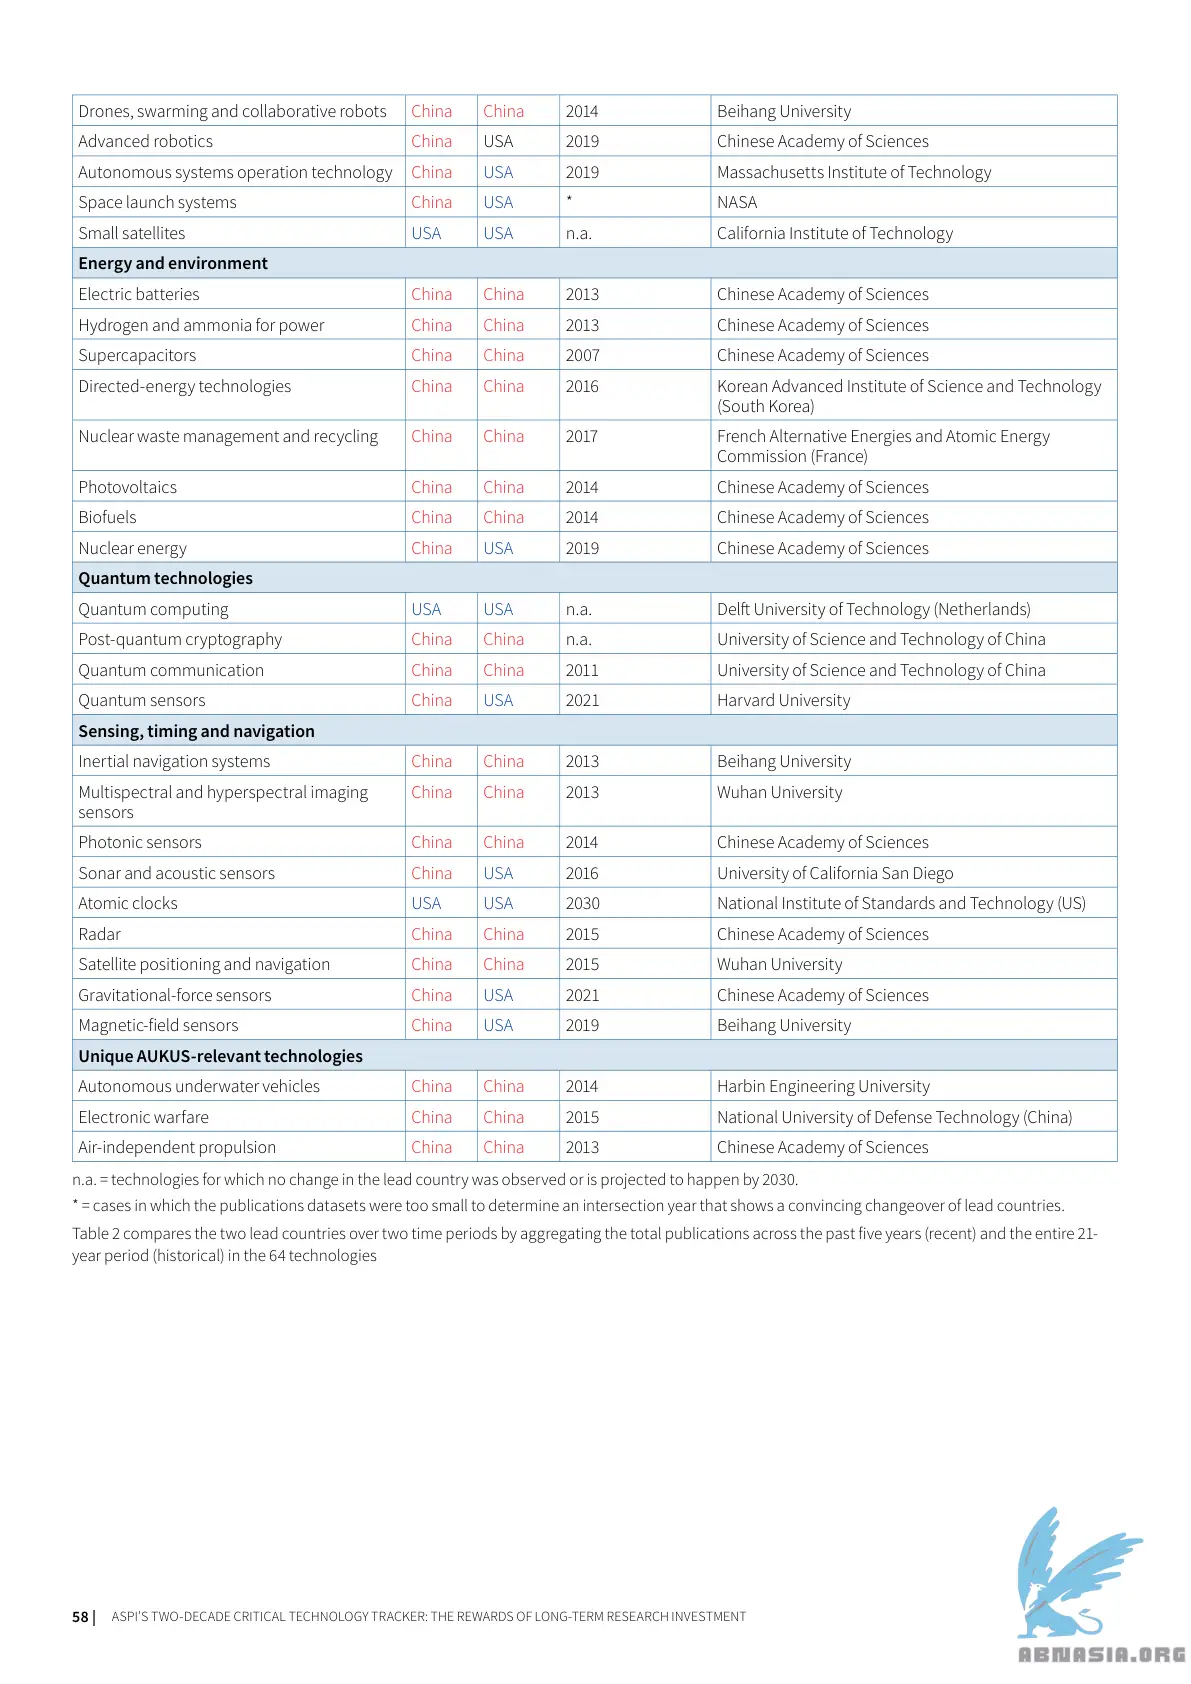 Drones, swarming and collaborative robots China China 2014 Beihang University
Advanced robotics China USA 2019 Chinese Academy of Sciences
Autonomous systems operation technology China USA 2019 Massachusetts Institute of Technology
Space launch systems China USA * NASA
Small satellites USA USA n.a. California Institute of Technology
Energy and environment
Electric batteries China China 2013 Chinese Academy of Sciences
Hydrogen and ammonia for power China China 2013 Chinese Academy of Sciences
Supercapacitors China China 2007 Chinese Academy of Sciences
Directed-energy technologies China China 2016 Korean Advanced Institute of Science and Technology
(South Korea)
Nuclear waste management and recycling China China 2017 French Alternative Energies and Atomic Energy
Commission (France)
Photovoltaics China China 2014 Chinese Academy of Sciences
Biofuels China China 2014 Chinese Academy of Sciences
Nuclear energy China USA 2019 Chinese Academy of Sciences
Quantum technologies
Quantum computing USA USA n.a. Delft University of Technology (Netherlands)
Post-quantum cryptography China China n.a. University of Science and Technology of China
Quantum communication China China 2011 University of Science and Technology of China
Quantum sensors China USA 2021 Harvard University
Sensing, timing and navigation
Inertial navigation systems China China 2013 Beihang University
Multispectral and hyperspectral imaging China China 2013 Wuhan University
sensors
Photonic sensors China China 2014 Chinese Academy of Sciences
Sonar and acoustic sensors China USA 2016 University of California San Diego
Atomic clocks USA USA 2030 National Institute of Standards and Technology (US)
Radar China China 2015 Chinese Academy of Sciences
Satellite positioning and navigation China China 2015 Wuhan University
Gravitational-force sensors China USA 2021 Chinese Academy of Sciences
Magnetic-field sensors China USA 2019 Beihang University
Unique AUKUS-relevant technologies
Autonomous underwater vehicles China China 2014 Harbin Engineering University
Electronic warfare China China 2015 National University of Defense Technology (China)
Air-independent propulsion China China 2013 Chinese Academy of Sciences
n.a. = technologies for which no change in the lead country was observed or is projected to happen by 2030.
* = cases in which the publications datasets were too small to determine an intersection year that shows a convincing changeover of lead countries.
Table 2 compares the two lead countries over two time periods by aggregating the total publications across the past five years (recent) and the entire 21-
year period (historical) in the 64 technologies
58 | ASPI'S TWO-DECADE CRITICAL TECHNOLOGY TRACKER: THE REWARDS OF LONG-TERM RESEARCH INVESTMENT
ABNASIA.ORG